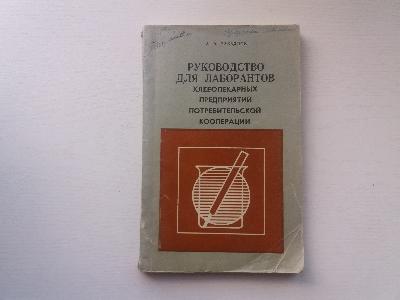 РУКОВОДСТВО
ДЛЯ ЛАБОРАНТОВ
ХЛЕБОПЕКАРНЫХ
ПРЕДПРИЯТИЙ
ПОТРЕБИТЕЛЬСКОЙ
КООПЕРАЦИИ